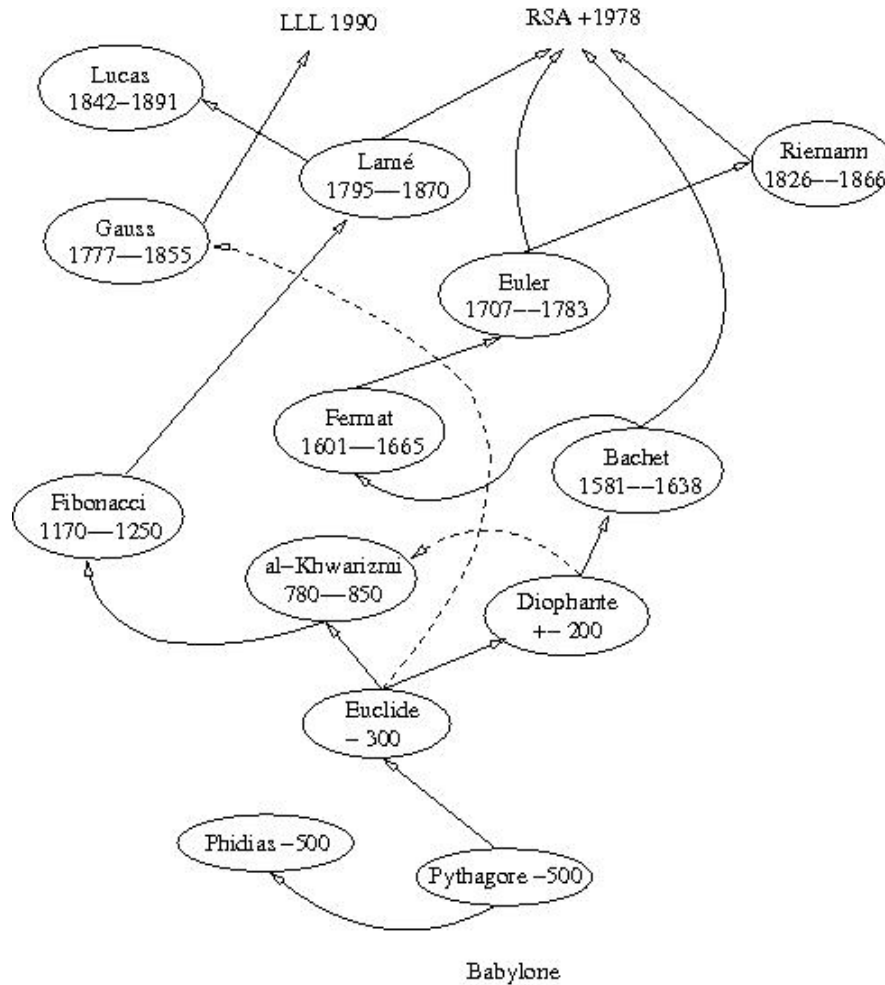 LLL 1990
RSA +1978
Lucas
1842–1891
Lamé
1795—1870
Riemann
1826—–1866
Gauss
1777—1855
Euler
1707—–1783
Fermat
1601—1665
Bachet
1581—–1638
Fibonacci
1170—1250
al–Khwarizmi
780—850
Diophante
+– 200
Euclide
– 300
Phidias –500
Pythagore –500
Babylone